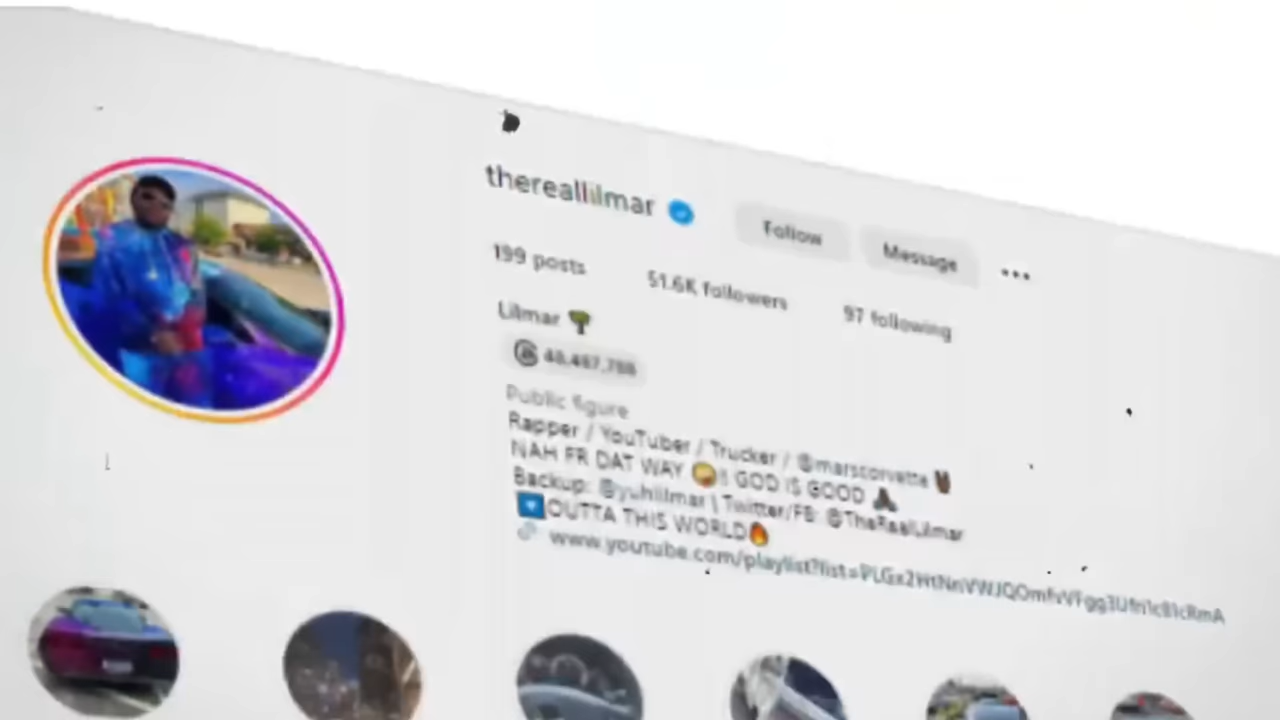 thereallilmar
Follow
Message
199 posts
51.6K followers
97 following
Lilmar
Public figure
Rapper / YouTuber / Trucker / @marscorvette
NAH FR DAT WAY 🤪! GOD IS GOOD 🙏🏿
Backup: @yuhlilmar | Twitter/FB: @TheRealLilmar
OUTTA THIS WORLD🔥
www.youtube.com/playlist?list=